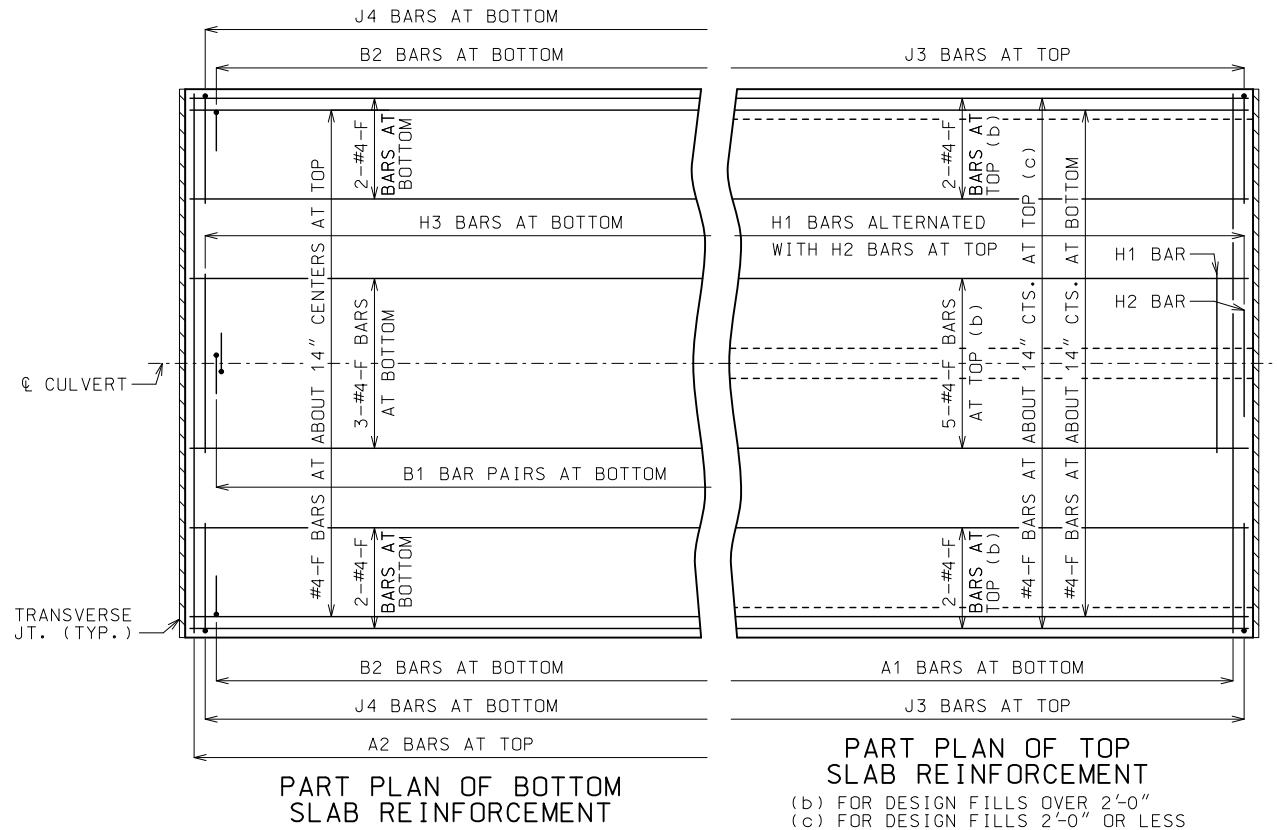 J4 BARS AT BOTTOM
B2 BARS AT BOTTOM
J3 BARS AT TOP
2-#4-F
BARS AT
BOTTOM
2-#4-F
BARS AT
TOP (b)
#4-F BARS AT ABOUT 14" CENTERS AT TOP
#4-F BARS AT ABOUT 14" CTS. AT TOP (c)
#4-F BARS AT ABOUT 14" CTS. AT BOTTOM
H3 BARS AT BOTTOM
H1 BARS ALTERNATED
WITH H2 BARS AT TOP
H1 BAR
H2 BAR
3-#4-F BARS
AT BOTTOM
5-#4-F BARS
AT TOP (b)
℄ CULVERT
B1 BAR PAIRS AT BOTTOM
2-#4-F
BARS AT
BOTTOM
2-#4-F
BARS AT
TOP (b)
TRANSVERSE
JT. (TYP.)
B2 BARS AT BOTTOM
A1 BARS AT BOTTOM
J4 BARS AT BOTTOM
J3 BARS AT TOP
A2 BARS AT TOP
PART PLAN OF BOTTOM
SLAB REINFORCEMENT
PART PLAN OF TOP
SLAB REINFORCEMENT
(b) FOR DESIGN FILLS OVER 2'-0"
(c) FOR DESIGN FILLS 2'-0" OR LESS